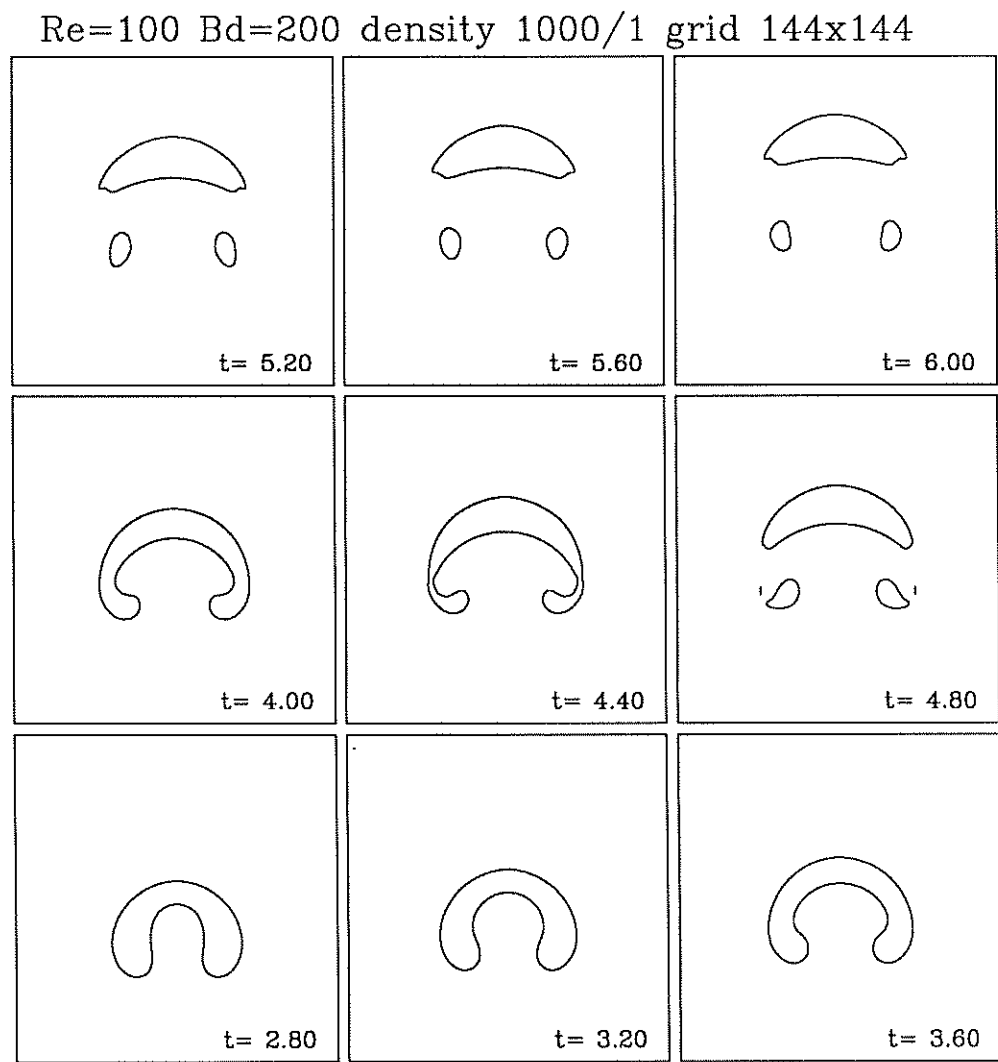 Re=100 Bd=200 density 1000/1 grid 144x144
t= 5.20
t= 5.60
t= 6.00
t= 4.00
t= 4.40
t= 4.80
t= 2.80
t= 3.20
t= 3.60